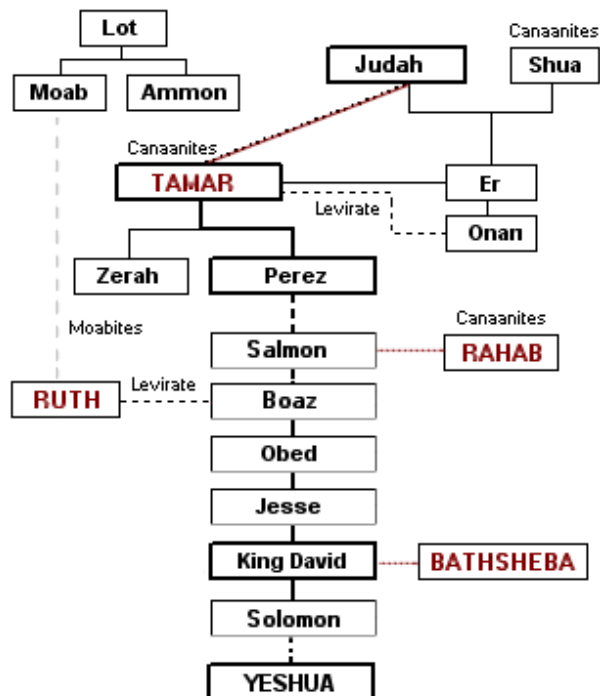 Lot
Canaanites
Judah
Shua
Moab
Ammon
Canaanites
TAMAR
Er
Levirate
Onan
Zerah
Perez
Moabites
Canaanites
Salmon
RAHAB
Levirate
RUTH
Boaz
Obed
Jesse
King David
BATHSHEBA
Solomon
YESHUA